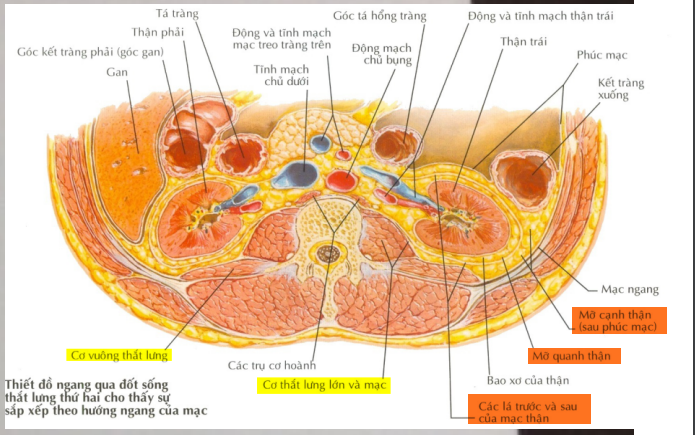 Tá tràng
Thận phải
Góc kết tràng phải (góc gan)
Gan
Động và tĩnh mạch
mạc treo tràng trên
Tĩnh mạch
chủ dưới
Góc tá hổng tràng
Động mạch
chủ bụng
Động và tĩnh mạch thận trái
Thận trái
Phúc mạc
Kết tràng
xuống
Mạc ngang
Mỡ cạnh thận
(sau phúc mạc)
Mỡ quanh thận
Bao xơ của thận
Các lá trước và sau
của mạc thận
Cơ thắt lưng lớn và mạc
Các trụ cơ hoành
Cơ vuông thắt lưng
Thiết đồ ngang qua đốt sống
thắt lưng thứ hai cho thấy sự
sắp xếp theo hướng ngang của mạc